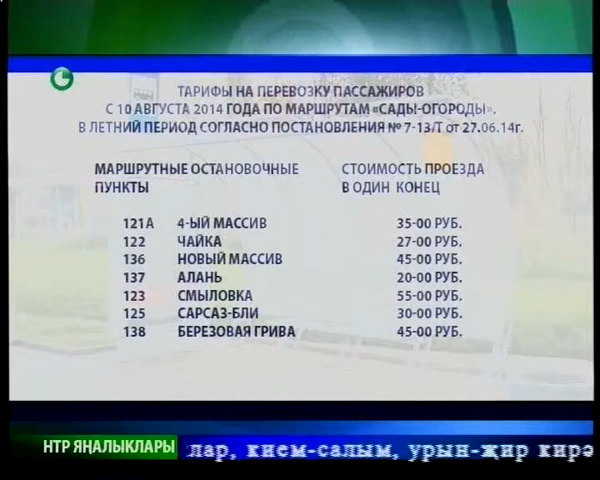 ТАРИФЫ НА ПЕРЕВОЗКУ ПАССАЖИРОВ
С 10 АВГУСТА 2014 ГОДА ПО МАРШРУТАМ «САДЫ-ОГОРОДЫ».
В ЛЕТНИЙ ПЕРИОД СОГЛАСНО ПОСТАНОВЛЕНИЯ № 7-13/Т от 27.06.14г.
МАРШРУТНЫЕ ОСТАНОВОЧНЫЕ ПУНКТЫ
СТОИМОСТЬ ПРОЕЗДА В ОДИН КОНЕЦ
121А 4-ЫЙ МАССИВ 35-00 РУБ.
122 ЧАЙКА 27-00 РУБ.
136 НОВЫЙ МАССИВ 45-00 РУБ.
137 АЛАНЬ 20-00 РУБ.
123 СМЫЛОВКА 55-00 РУБ.
125 САРСАЗ-БЛИ 30-00 РУБ.
138 БЕРЕЗОВАЯ ГРИВА 45-00 РУБ.
НТР ЯҢАЛЫКЛАРЫ лар, кием-салым, урын-җир кирә